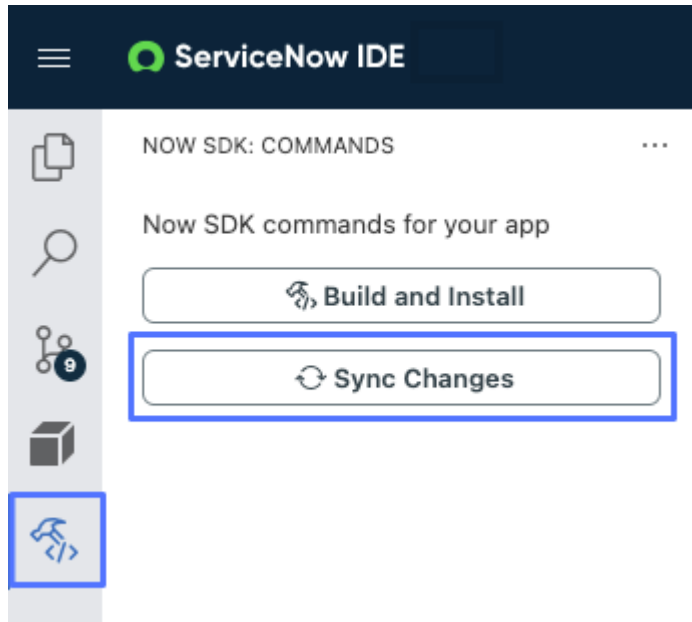 ServiceNow IDE
NOW SDK: COMMANDS
Now SDK commands for your app
Build and Install
9
Sync Changes